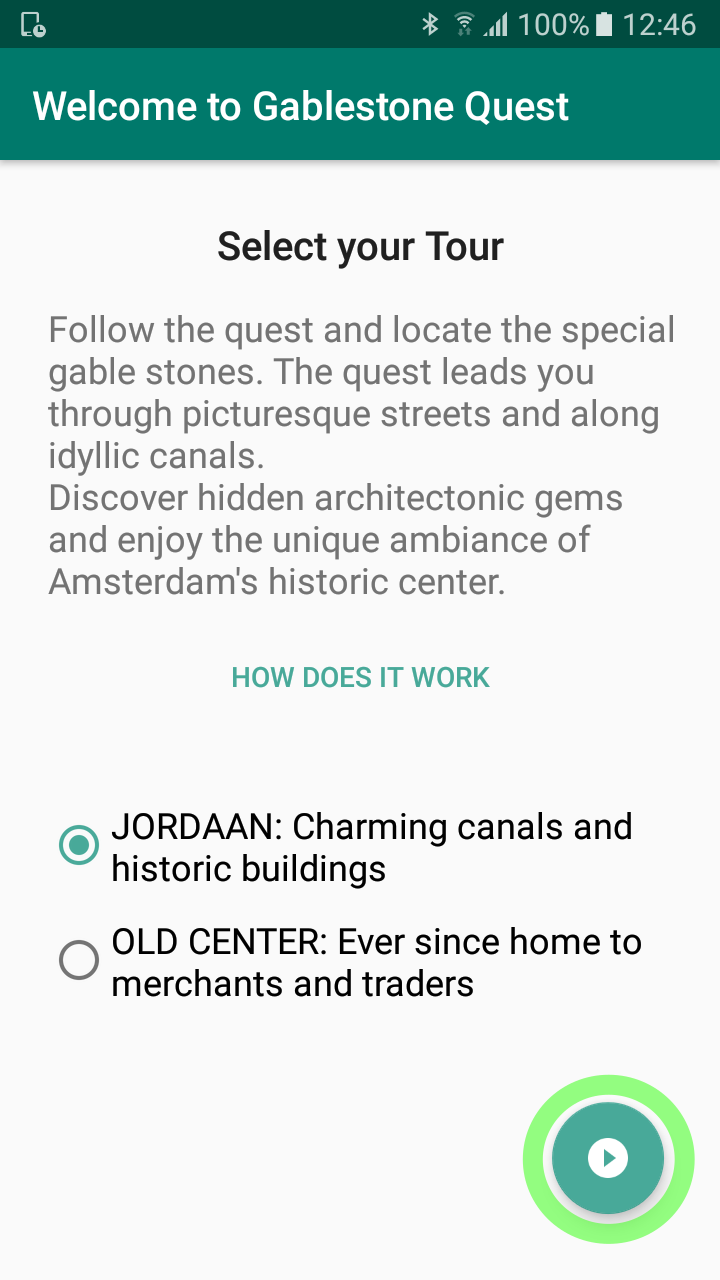 100% 12:46
Welcome to Gablestone Quest
Select your Tour
Follow the quest and locate the special
gable stones. The quest leads you
through picturesque streets and along
idyllic canals.
Discover hidden architectonic gems
and enjoy the unique ambiance of
Amsterdam's historic center.
HOW DOES IT WORK
JORDAAN: Charming canals and
historic buildings
OLD CENTER: Ever since home to
merchants and traders